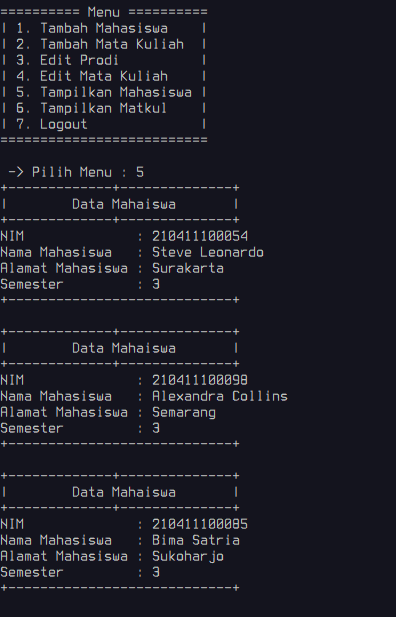 ========== Menu ==========
| 1. Tambah Mahasiswa    |
| 2. Tambah Mata Kuliah  |
| 3. Edit Prodi          |
| 4. Edit Mata Kuliah    |
| 5. Tampilkan Mahasiswa |
| 6. Tampilkan Matkul    |
| 7. Logout              |
==========================
-> Pilih Menu : 5
+-------------+--------------+
|        Data Mahaiswa       |
+-------------+--------------+
NIM              : 210411100054
Nama Mahasiswa   : Steve Leonardo
Alamat Mahasiswa : Surakarta
Semester         : 3
+----------------------------+
+-------------+--------------+
|        Data Mahaiswa       |
+-------------+--------------+
NIM              : 210411100098
Nama Mahasiswa   : Alexandra Collins
Alamat Mahasiswa : Semarang
Semester         : 3
+----------------------------+
+-------------+--------------+
|        Data Mahaiswa       |
+-------------+--------------+
NIM              : 210411100085
Nama Mahasiswa   : Bima Satria
Alamat Mahasiswa : Sukoharjo
Semester         : 3
+----------------------------+